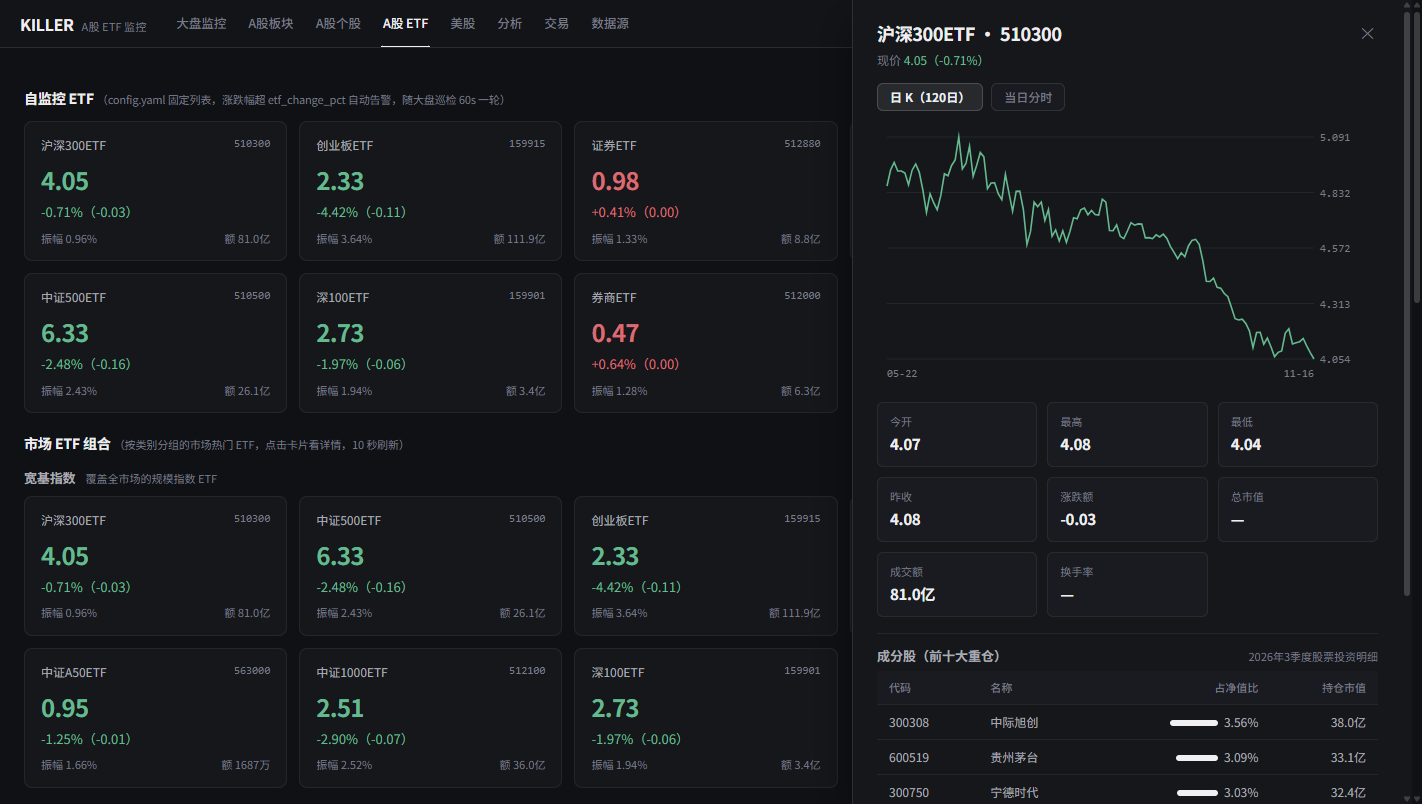 KILLER A股 ETF 监控 大盘监控 A股板块 A股个股 A股 ETF 美股 分析 交易 数据源
自监控 ETF （config.yaml 固定列表，涨跌幅超 etf_change_pct 自动告警，随大盘巡检 60s 一轮）
沪深300ETF 510300
4.05
-0.71%（-0.03）
振幅 0.96% 额 81.0亿
创业板ETF 159915
2.33
-4.42%（-0.11）
振幅 3.64% 额 111.9亿
证券ETF 512880
0.98
+0.41%（0.00）
振幅 1.33% 额 8.8亿
中证500ETF 510500
6.33
-2.48%（-0.16）
振幅 2.43% 额 26.1亿
深100ETF 159901
2.73
-1.97%（-0.06）
振幅 1.94% 额 3.4亿
券商ETF 512000
0.47
+0.64%（0.00）
振幅 1.28% 额 6.3亿
市场 ETF 组合 （按类别分组的市场热门 ETF，点击卡片看详情，10 秒刷新）
宽基指数 覆盖全市场的规模指数 ETF
沪深300ETF 510300
4.05
-0.71%（-0.03）
振幅 0.96% 额 81.0亿
中证500ETF 510500
6.33
-2.48%（-0.16）
振幅 2.43% 额 26.1亿
创业板ETF 159915
2.33
-4.42%（-0.11）
振幅 3.64% 额 111.9亿
中证A50ETF 563000
0.95
-1.25%（-0.01）
振幅 1.66% 额 1687万
中证1000ETF 512100
2.51
-2.90%（-0.07）
振幅 2.52% 额 36.0亿
深100ETF 159901
2.73
-1.97%（-0.06）
振幅 1.94% 额 3.4亿
沪深300ETF · 510300
现价 4.05（-0.71%）
日 K（120日） 当日分时
5.091
4.832
4.572
4.313
4.054
05-22 11-16
今开
4.07
最高
4.08
最低
4.04
昨收
4.08
涨跌额
-0.03
总市值
—
成交额
81.0亿
换手率
—
成分股（前十大重仓） 2026年3季度股票投资明细
代码 名称 占净值比 持仓市值
300308 中际旭创 3.56% 38.0亿
600519 贵州茅台 3.09% 33.1亿
300750 宁德时代 3.03% 32.4亿